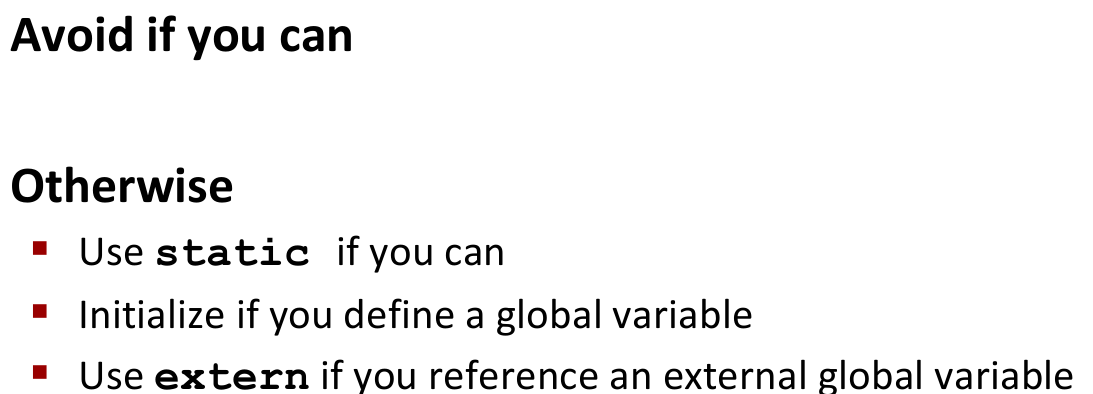 Avoid if you can
Otherwise
▪ Use static if you can
▪ Initialize if you define a global variable
▪ Use extern if you reference an external global variable